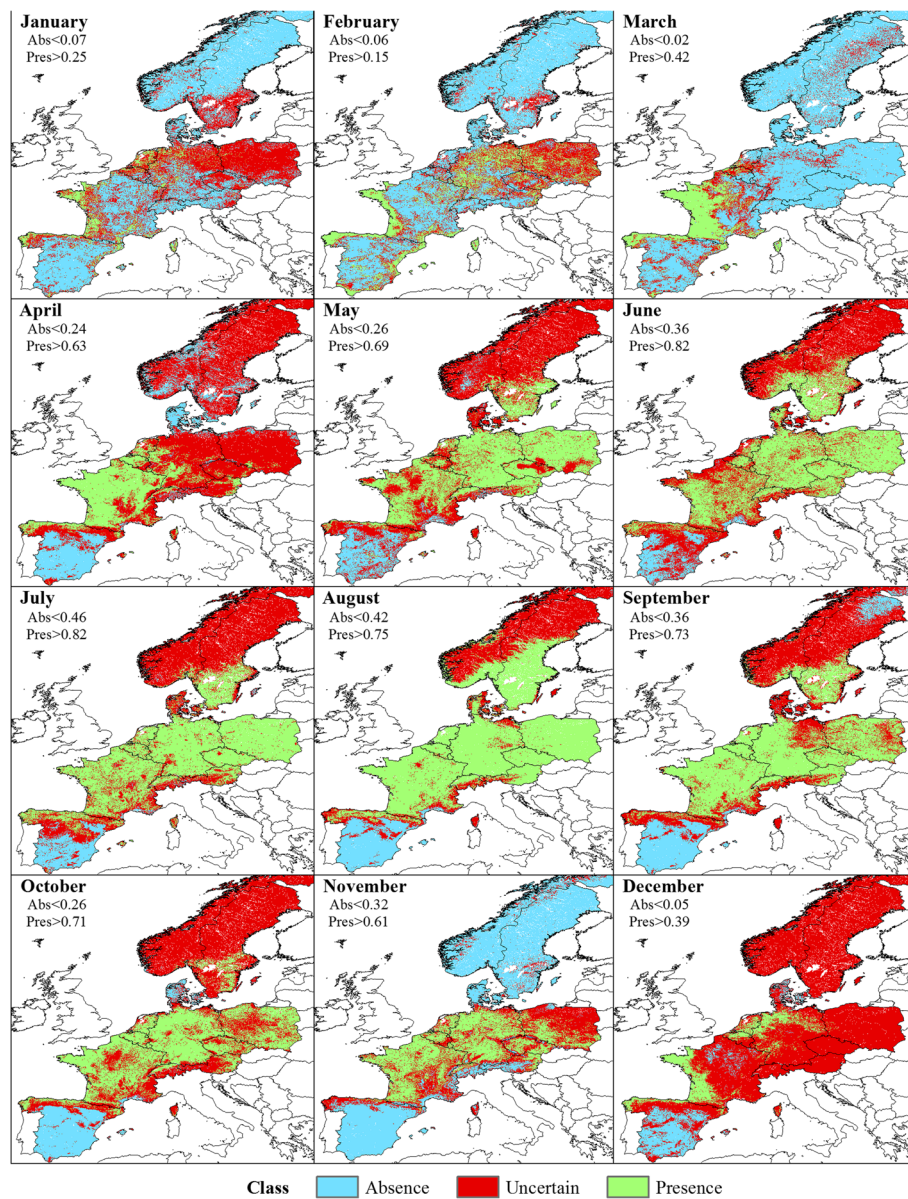 January
Abs<0.07
Pres>0.25
February
Abs<0.06
Pres>0.15
March
Abs<0.02
Pres>0.42
April
Abs<0.24
Pres>0.63
May
Abs<0.26
Pres>0.69
June
Abs<0.36
Pres>0.82
July
Abs<0.46
Pres>0.82
August
Abs<0.42
Pres>0.75
September
Abs<0.36
Pres>0.73
October
Abs<0.26
Pres>0.71
November
Abs<0.32
Pres>0.61
December
Abs<0.05
Pres>0.39
Class Absence Uncertain Presence